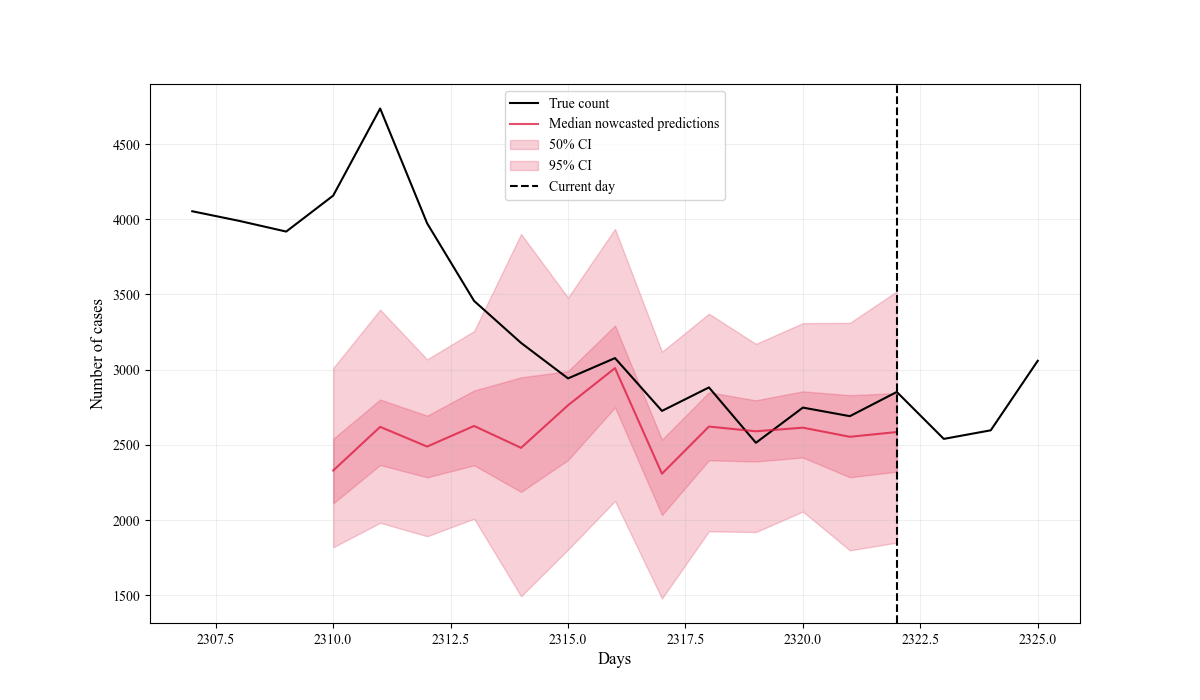 True count
Median nowcasted predictions
50% CI
95% CI
Current day
4500
4000
3500
3000
2500
2000
1500
Number of cases
2307.5 2310.0 2312.5 2315.0 2317.5 2320.0 2322.5 2325.0
Days